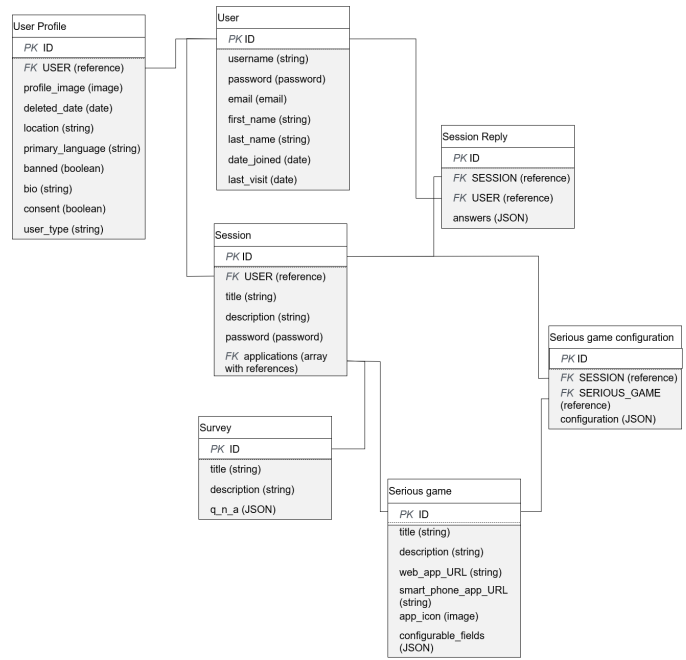 User Profile
PK ID
FK USER (reference)
profile_image (image)
deleted_date (date)
location (string)
primary_language (string)
banned (boolean)
bio (string)
consent (boolean)
user_type (string)
User
PK ID
username (string)
password (password)
email (email)
first_name (string)
last_name (string)
date_joined (date)
last_visit (date)
Session Reply
PK ID
FK SESSION (reference)
FK USER (reference)
answers (JSON)
Session
PK ID
FK USER (reference)
title (string)
description (string)
password (password)
FK applications (array
with references)
Serious game configuration
PK ID
FK SESSION (reference)
FK SERIOUS_GAME
(reference)
configuration (JSON)
Survey
PK ID
title (string)
description (string)
q_n_a (JSON)
Serious game
PK ID
title (string)
description (string)
web_app_URL (string)
smart_phone_app_URL
(string)
app_icon (image)
configurable_fields
(JSON)